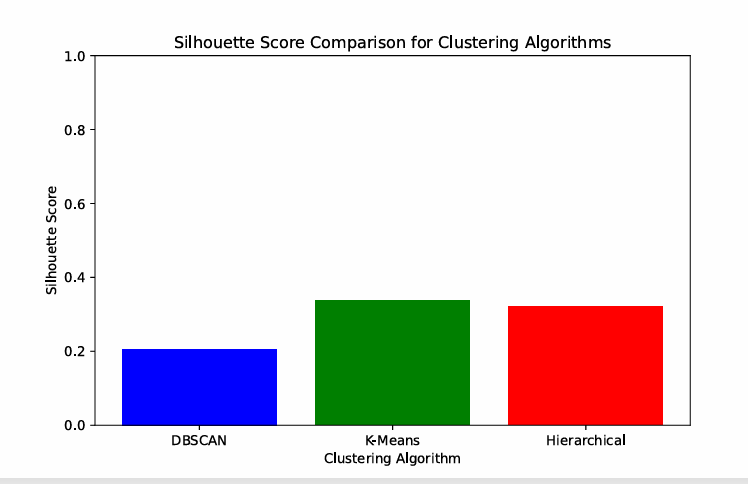 Silhouette Score Comparison for Clustering Algorithms
1.0
0.8
0.6
0.4
0.2
0.0
Silhouette Score
DBSCAN
K-Means
Hierarchical
Clustering Algorithm